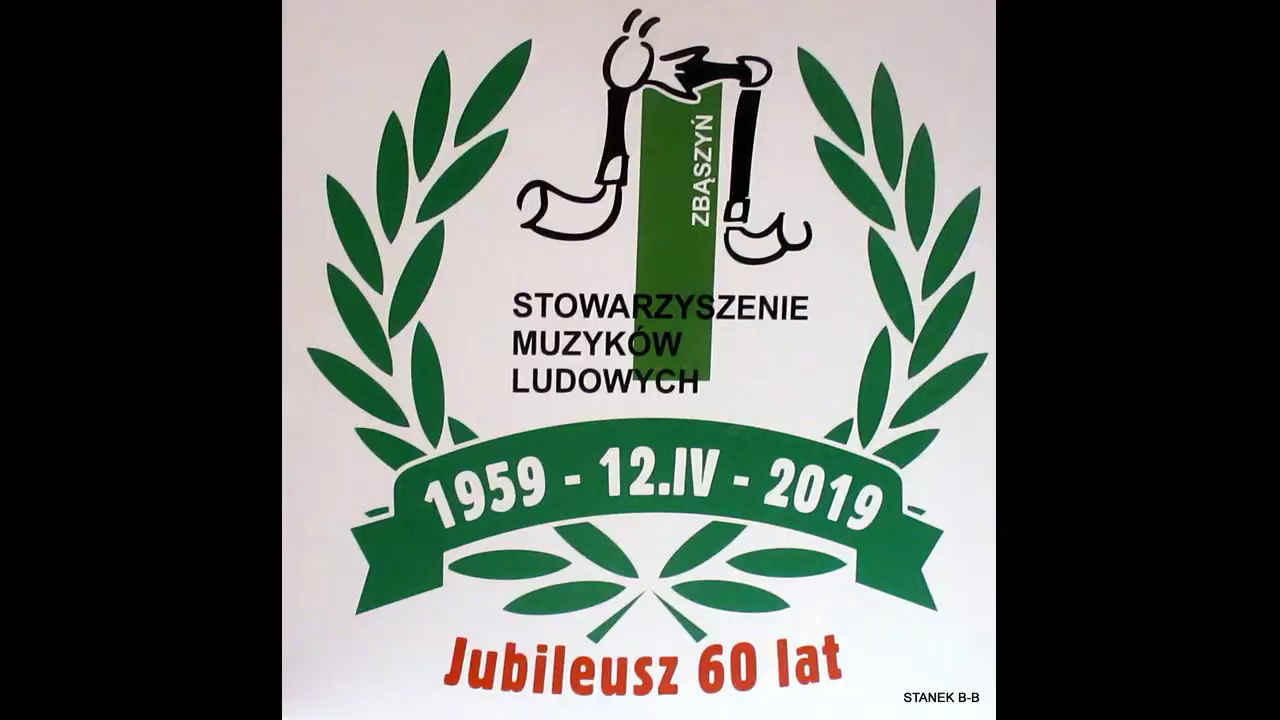 ZBĄSZYŃ
STOWARZYSZENIE
MUZYKÓW
LUDOWYCH
1959 - 12.IV - 2019
Jubileusz 60 lat
STANEK B-B